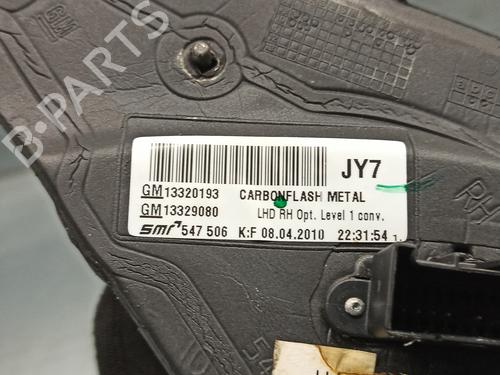 GM
B-PARTS
JY7
GM 13320193 CARBONFLASH METAL
GM 13329080 LHD RH Opt. Level 1 conv.
smr 547 506 K:F 08.04.2010 22:31:54
RH